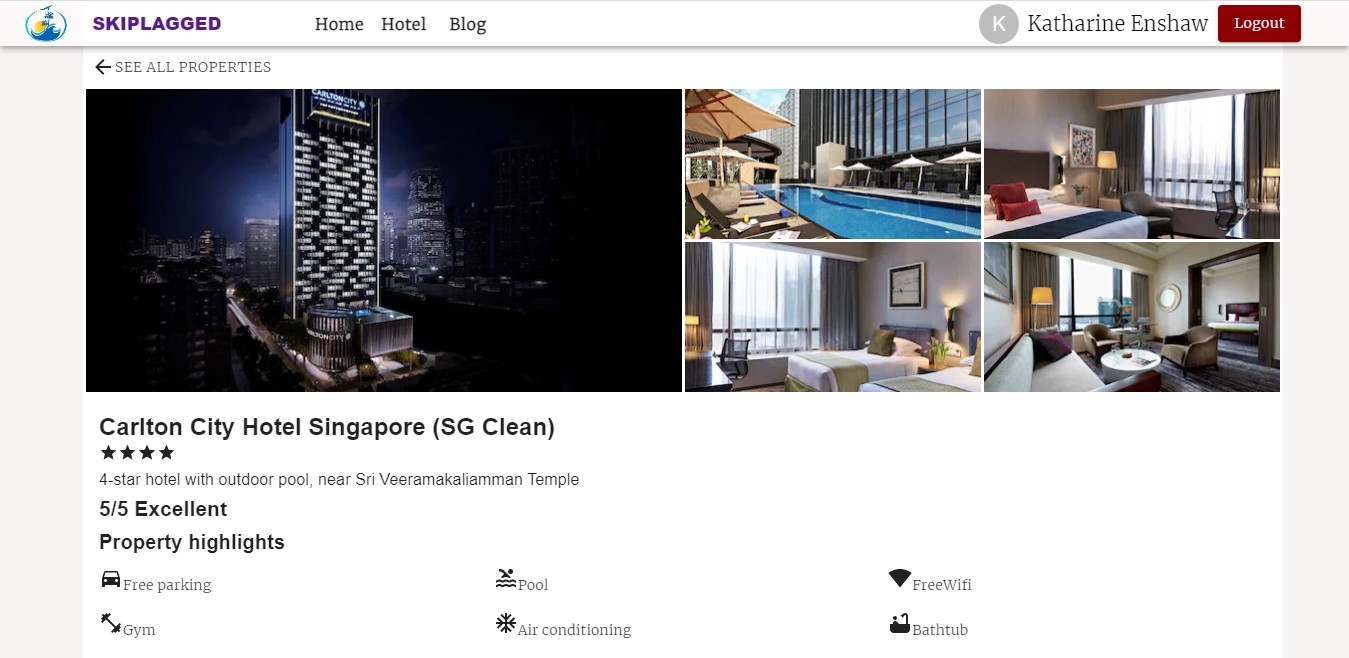 SKIPLAGGED Home Hotel Blog K Katharine Enshaw Logout
SEE ALL PROPERTIES
CARLTON CITY
CARLTON CITY
Carlton City Hotel Singapore (SG Clean)
4-star hotel with outdoor pool, near Sri Veeramakaliamman Temple
5/5 Excellent
Property highlights
Free parking Pool FreeWifi
Gym Air conditioning Bathtub